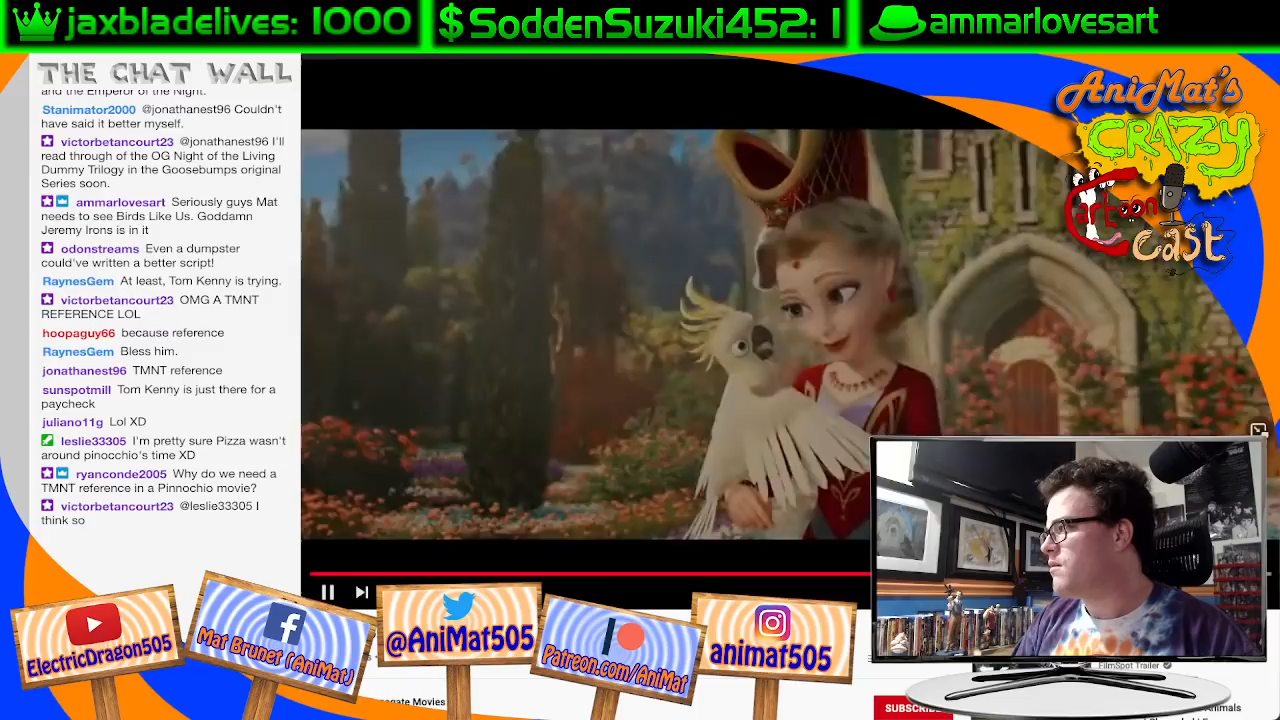 jaxbladelives: 1000
$SoddenSuzuki452: 1
ammarlovesart
THE CHAT WALL
and the Emperor of the Night.
Stanimator2000 @jonathanest96 Couldn't
have said it better myself.
victorbetancourt23 @jonathanest96 I'll
read through of the OG Night of the Living
Dummy Trilogy in the Goosebumps original
Series soon.
ammarlovesart Seriously guys Mat
needs to see Birds Like Us. Goddamn
Jeremy Irons is in it
odonstreams Even a dumpster
could've written a better script!
RaynesGem At least, Tom Kenny is trying.
victorbetancourt23 OMG A TMNT
REFERENCE LOL
hoopaguy66 because reference
RaynesGem Bless him.
jonathanest96 TMNT reference
sunspotmill Tom Kenny is just there for a
paycheck
juliano11g Lol XD
leslie33305 I'm pretty sure Pizza wasn't
around pinocchio's time XD
ryanconde2005 Why do we need a
TMNT reference in a Pinnochio movie?
victorbetancourt23 @leslie33305 I
think so
AniMat's
CRAZY
Cartoon
Cast
ElectricDragon505
Mat Brunet (AniMat)
@AniMat505
Patreon.com/AniMat
animat505
FilmSpot Trailer
Movies
SUBSCRIBE
Animals